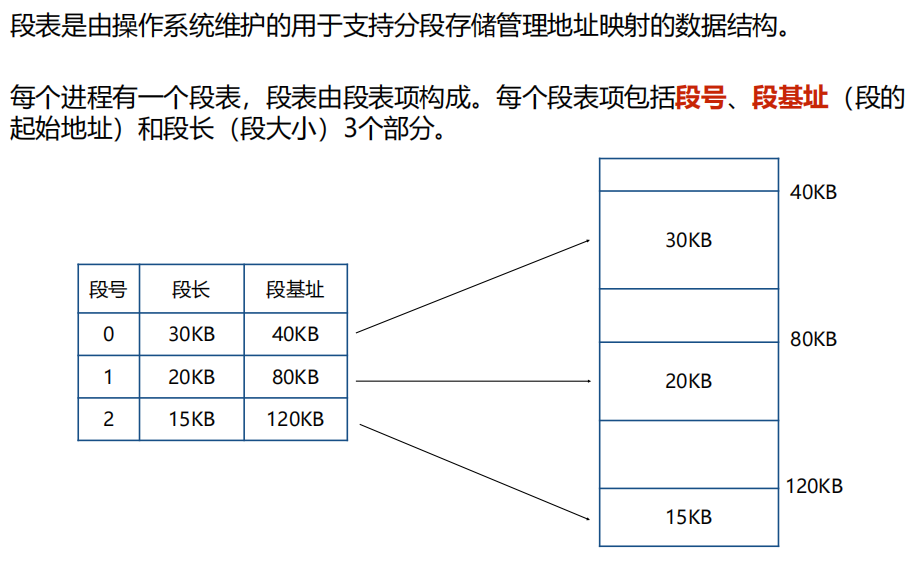 段表是由操作系统维护的用于支持分段存储管理地址映射的数据结构。
每个进程有一个段表，段表由段表项构成。每个段表项包括段号、段基址（段的
起始地址）和段长（段大小）3个部分。
40KB
30KB
段号 段长 段基址
0 30KB 40KB
80KB
1 20KB 80KB
20KB
2 15KB 120KB
120KB
15KB